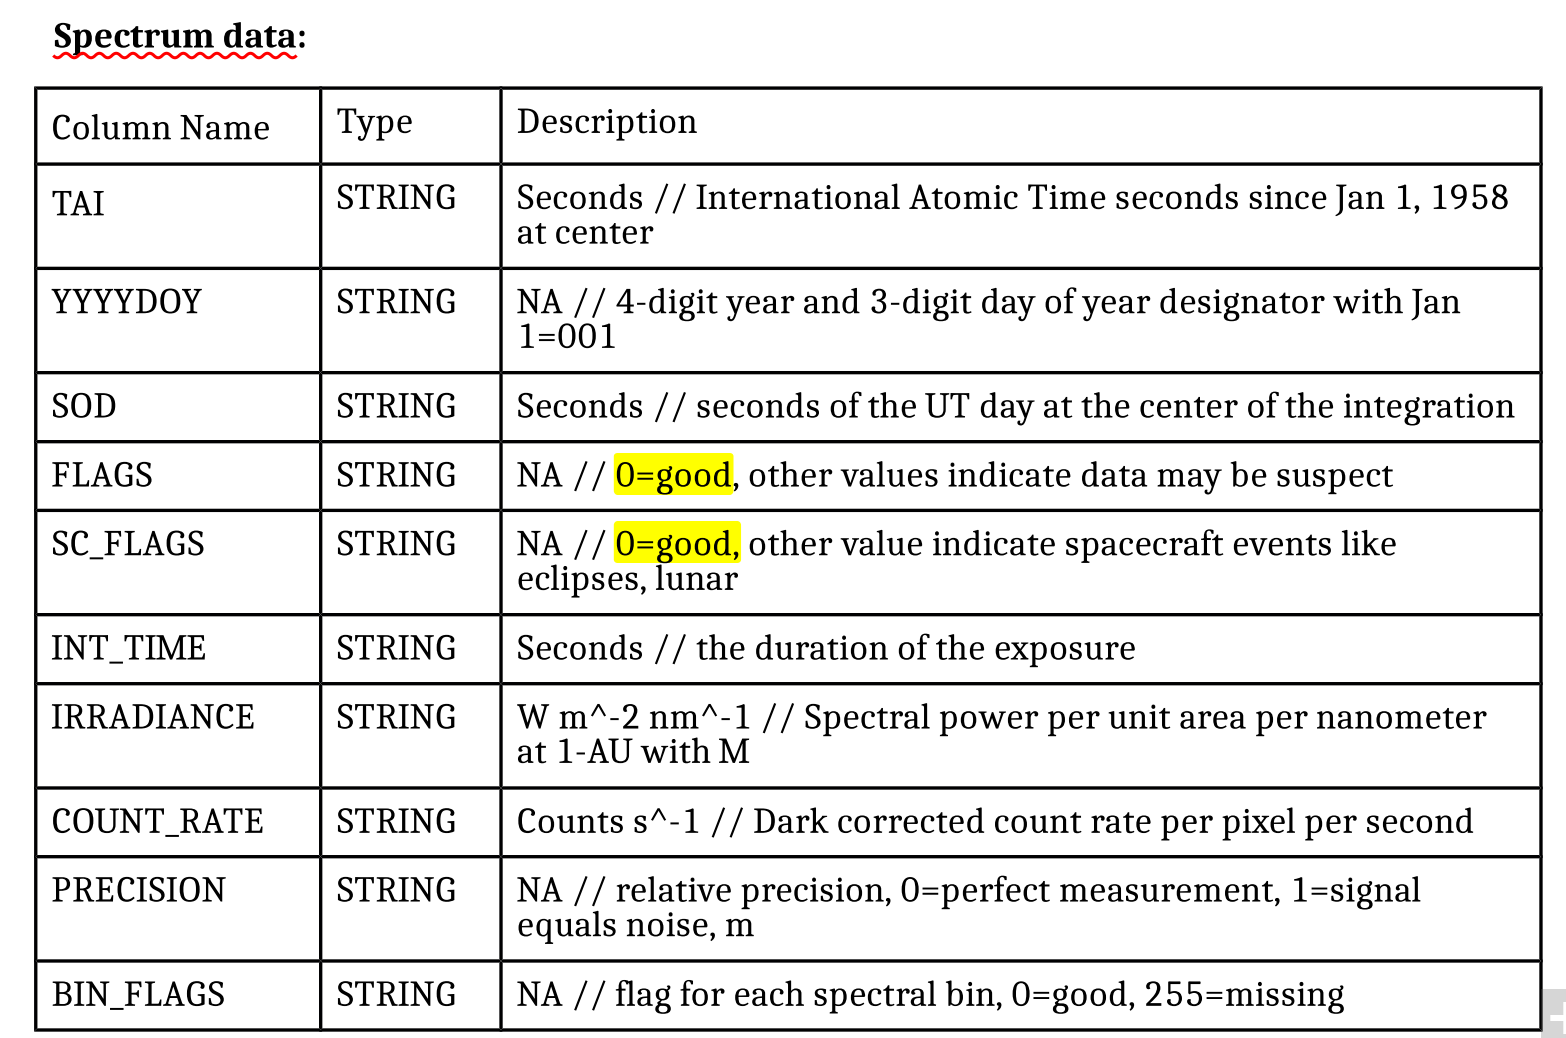 Spectrum data:
Column Name Type Description
TAI STRING Seconds // International Atomic Time seconds since Jan 1, 1958
at center
YYYYDOY STRING NA // 4-digit year and 3-digit day of year designator with Jan
1=001
SOD STRING Seconds // seconds of the UT day at the center of the integration
FLAGS STRING NA // 0=good, other values indicate data may be suspect
SC_FLAGS STRING NA // 0=good, other value indicate spacecraft events like
eclipses, lunar
INT_TIME STRING Seconds // the duration of the exposure
IRRADIANCE STRING W m^-2 nm^-1 // Spectral power per unit area per nanometer
at 1-AU with M
COUNT_RATE STRING Counts s^-1 // Dark corrected count rate per pixel per second
PRECISION STRING NA // relative precision, 0=perfect measurement, 1=signal
equals noise, m
BIN_FLAGS STRING NA // flag for each spectral bin, 0=good, 255=missing